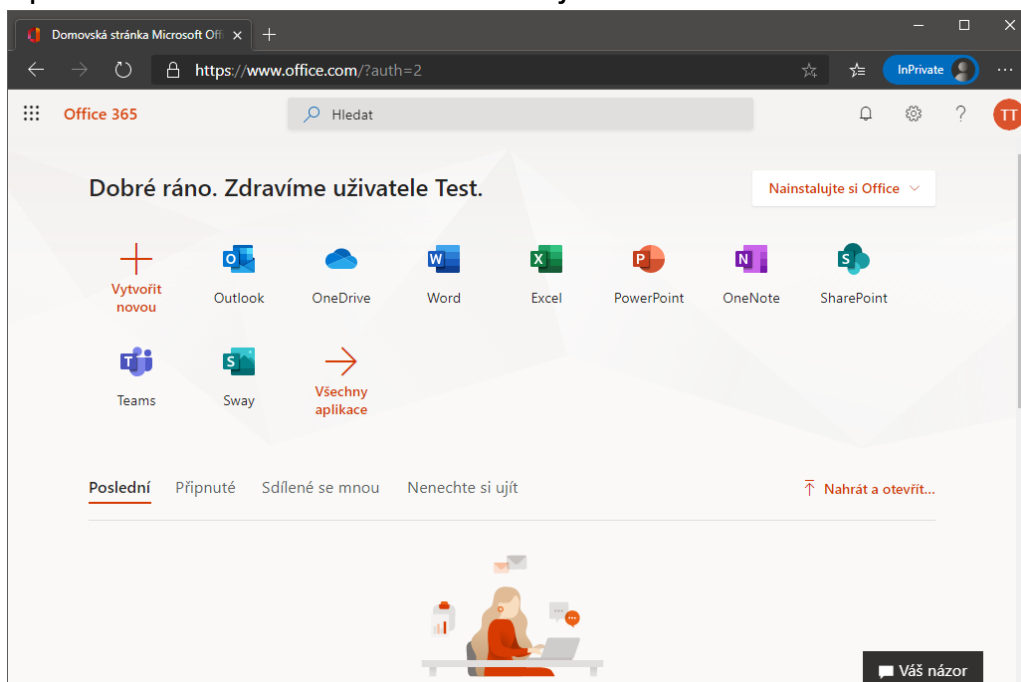 Domovská stránka Microsoft Off
https://www.office.com/?auth=2
InPrivate
Office 365
Hledat
TT
Dobré ráno. Zdravíme uživatele Test.
Nainstalujte si Office
Vytvořit
novou
Outlook
OneDrive
Word
Excel
PowerPoint
OneNote
SharePoint
Teams
Sway
Všechny
aplikace
Poslední
Připnuté
Sdílené se mnou
Nenechte si ujít
Nahrát a otevřít...
Váš názor